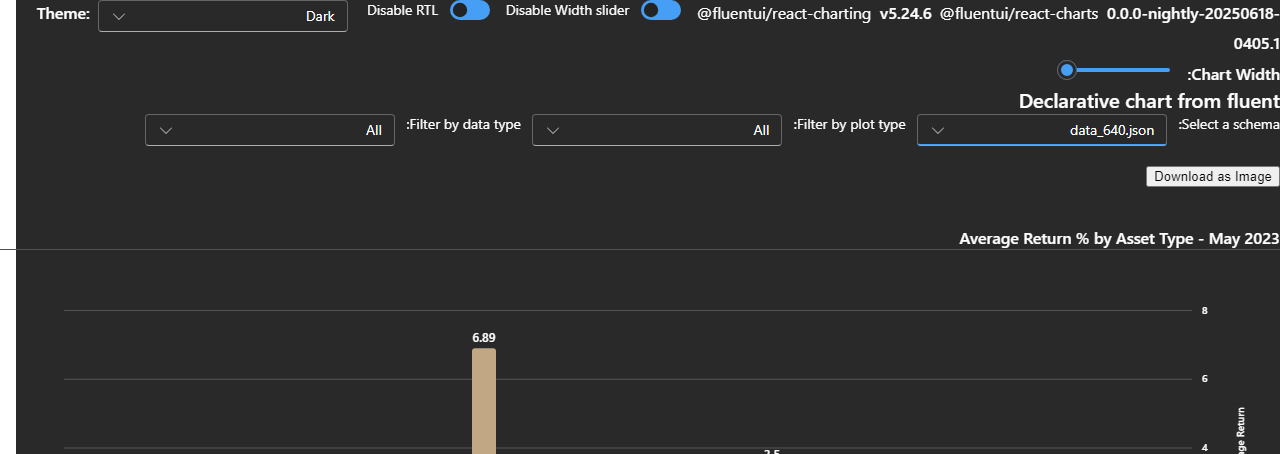 Theme: Dark Disable RTL Disable Width slider @fluentui/react-charting v5.24.6 @fluentui/react-charts 0.0.0-nightly-20250618-
0405.1
:Chart Width
Declarative chart from fluent
:Select a schema data_640.json :Filter by plot type All :Filter by data type All
Download as Image
Average Return % by Asset Type - May 2023
8
6.89
6
4
Return